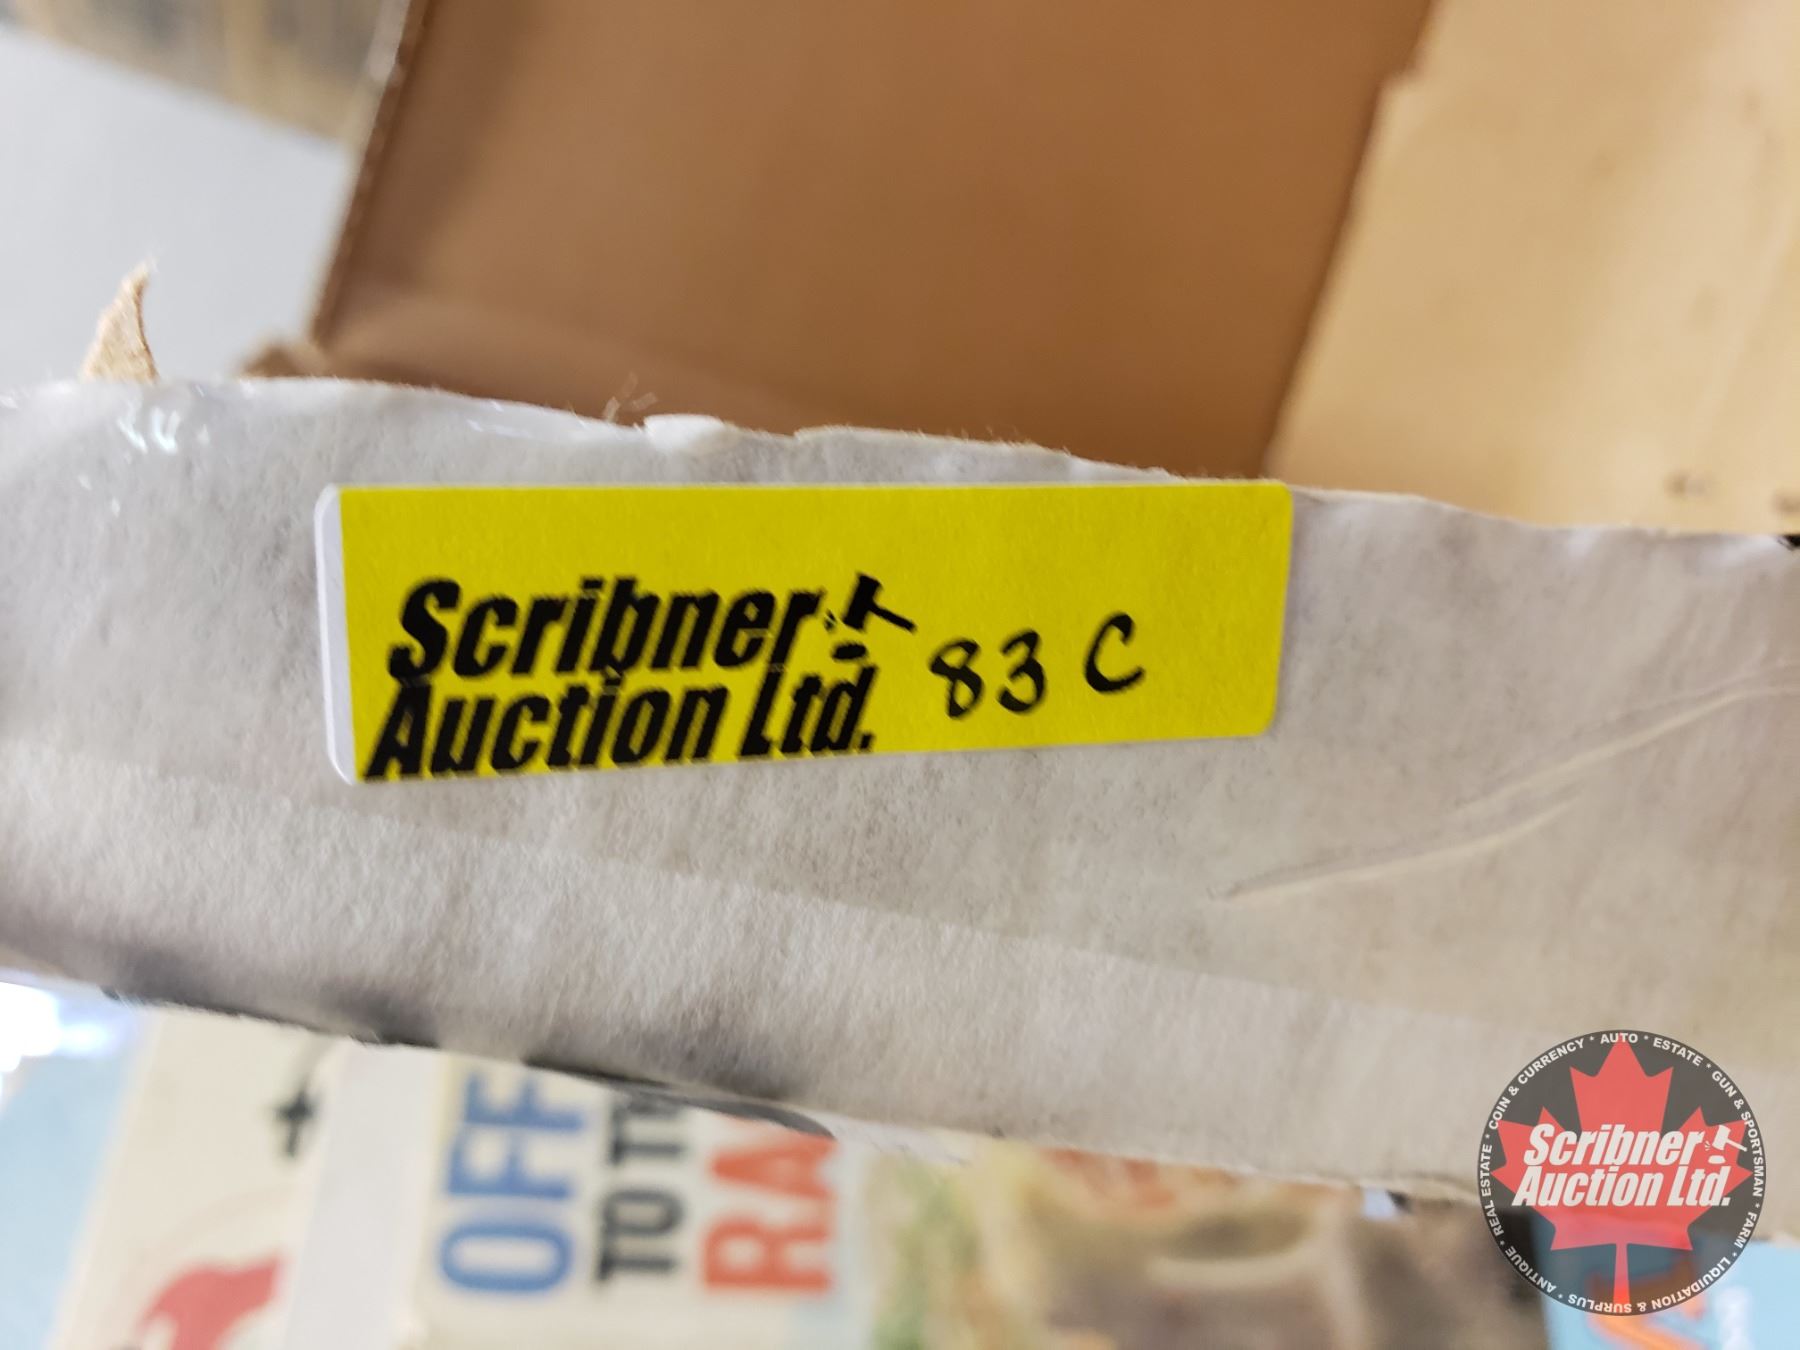 Scribner
Auction Ltd.
83 C
OFF
TO T
RA
COIN & CURRENCY * AUTO * ESTATE * GUN & SPORTSMAN * FARM * LIQUIDATION & SURPLUS * ANTIQUE * REAL ESTATE *
Scribner
Auction Ltd.